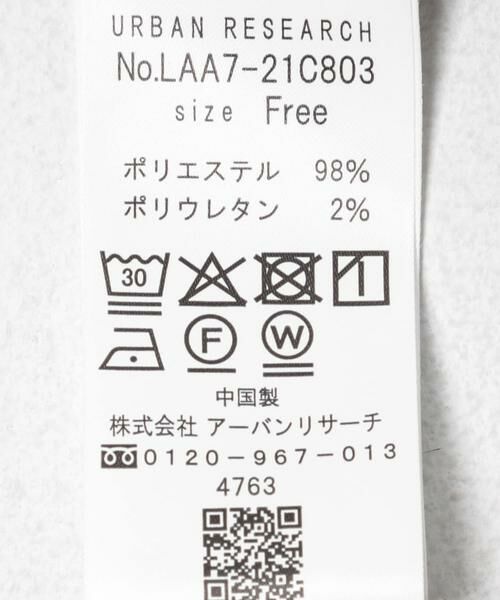 URBAN RESEARCH
No.LAA7-21C803
size Free
ポリエステル 98%
ポリウレタン 2%
30
F W
中国製
株式会社 アーバンリサーチ
0120-967-013
4763